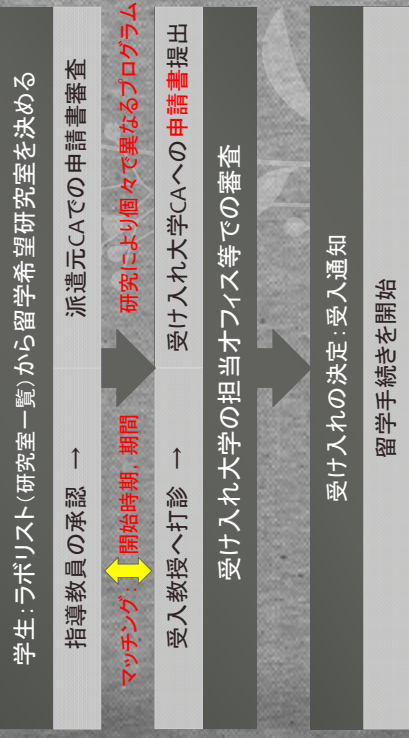 学生:ラボリスト(研究室一覧)から留学希望研究室を決める
指導教員の承認 → 派遣元CAでの申請書審査
マッチング: 開始時期, 期間 研究により個々で異なるプログラム
受入教授へ打診 → 受け入れ大学CAへの申請書提出
受け入れ大学の担当オフィス等での審査
受け入れの決定:受入通知
留学手続きを開始